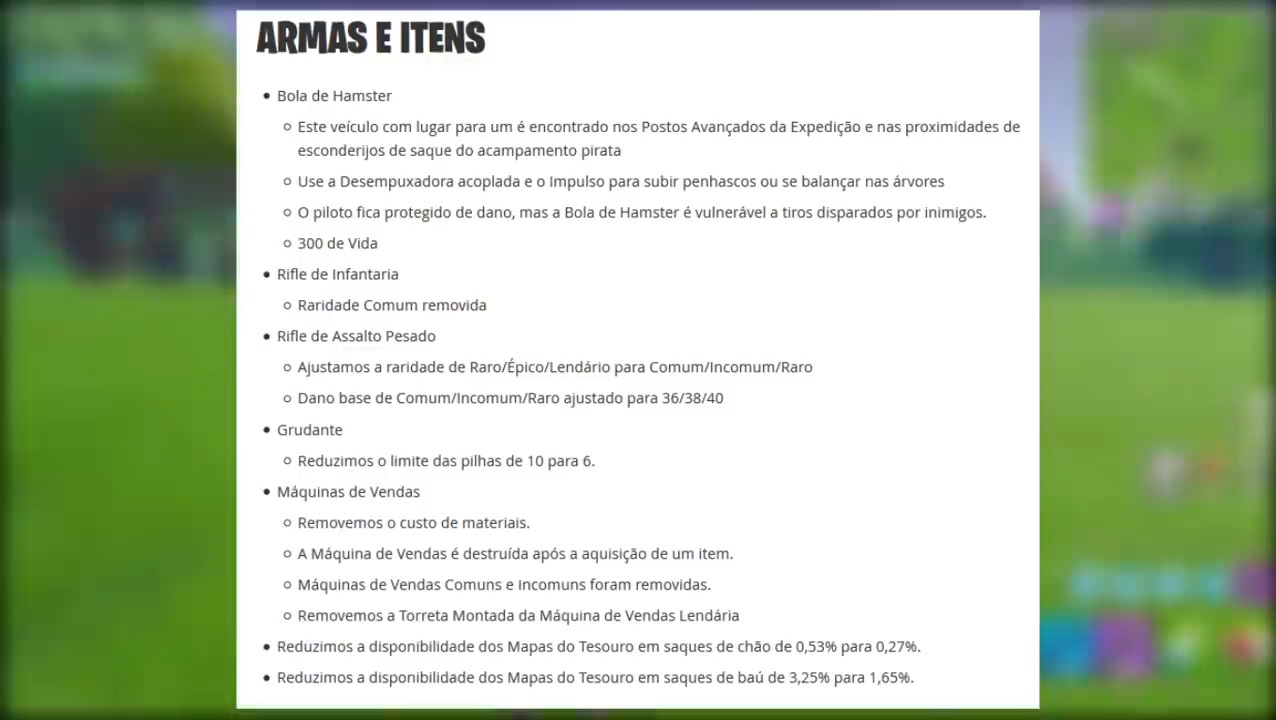 ARMAS E ITENS
Bola de Hamster
Este veículo com lugar para um é encontrado nos Postos Avançados da Expedição e nas proximidades de
esconderijos de saque do acampamento pirata
Use a Desempuxadora acoplada e o Impulso para subir penhascos ou se balançar nas árvores
O piloto fica protegido de dano, mas a Bola de Hamster é vulnerável a tiros disparados por inimigos.
300 de Vida
Rifle de Infantaria
Raridade Comum removida
Rifle de Assalto Pesado
Ajustamos a raridade de Raro/Épico/Lendário para Comum/Incomum/Raro
Dano base de Comum/Incomum/Raro ajustado para 36/38/40
Grudante
Reduzimos o limite das pilhas de 10 para 6.
Máquinas de Vendas
Removemos o custo de materiais.
A Máquina de Vendas é destruída após a aquisição de um item.
Máquinas de Vendas Comuns e Incomuns foram removidas.
Removemos a Torreta Montada da Máquina de Vendas Lendária
Reduzimos a disponibilidade dos Mapas do Tesouro em saques de chão de 0,53% para 0,27%.
Reduzimos a disponibilidade dos Mapas do Tesouro em saques de baú de 3,25% para 1,65%.